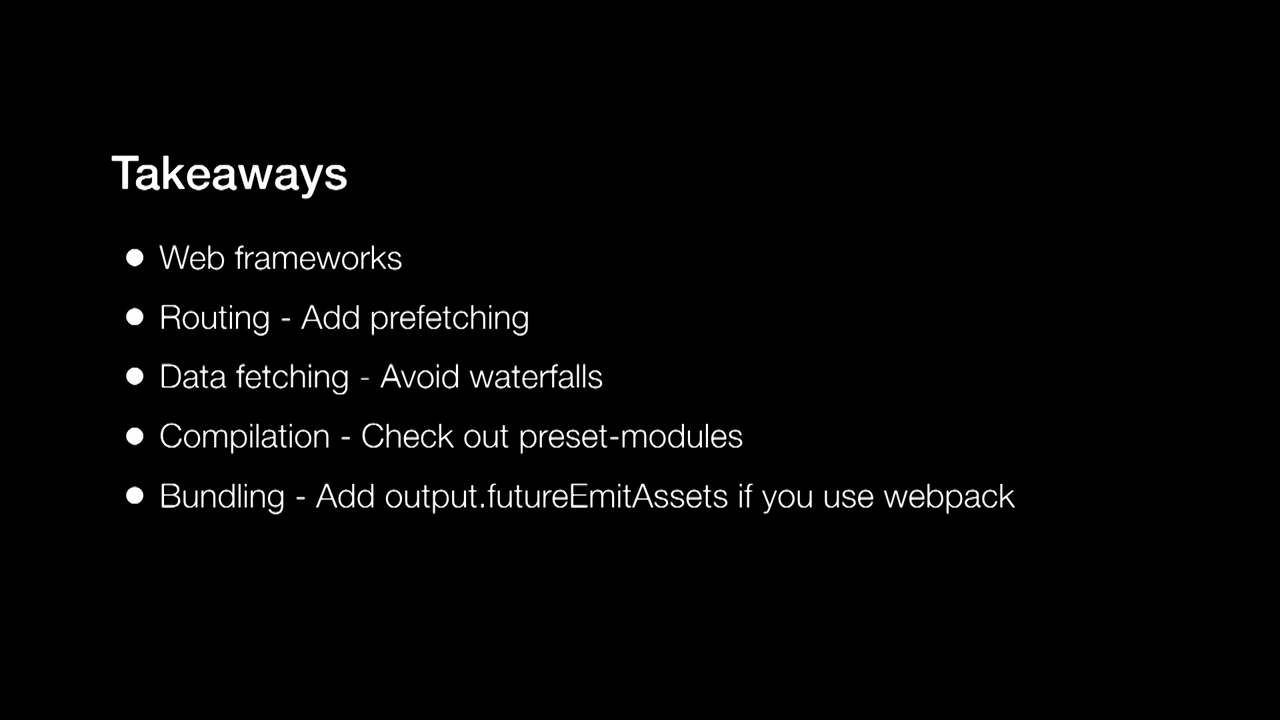 Takeaways
● Web frameworks
● Routing - Add prefetching
● Data fetching - Avoid waterfalls
● Compilation - Check out preset-modules
● Bundling - Add output.futureEmitAssets if you use webpack